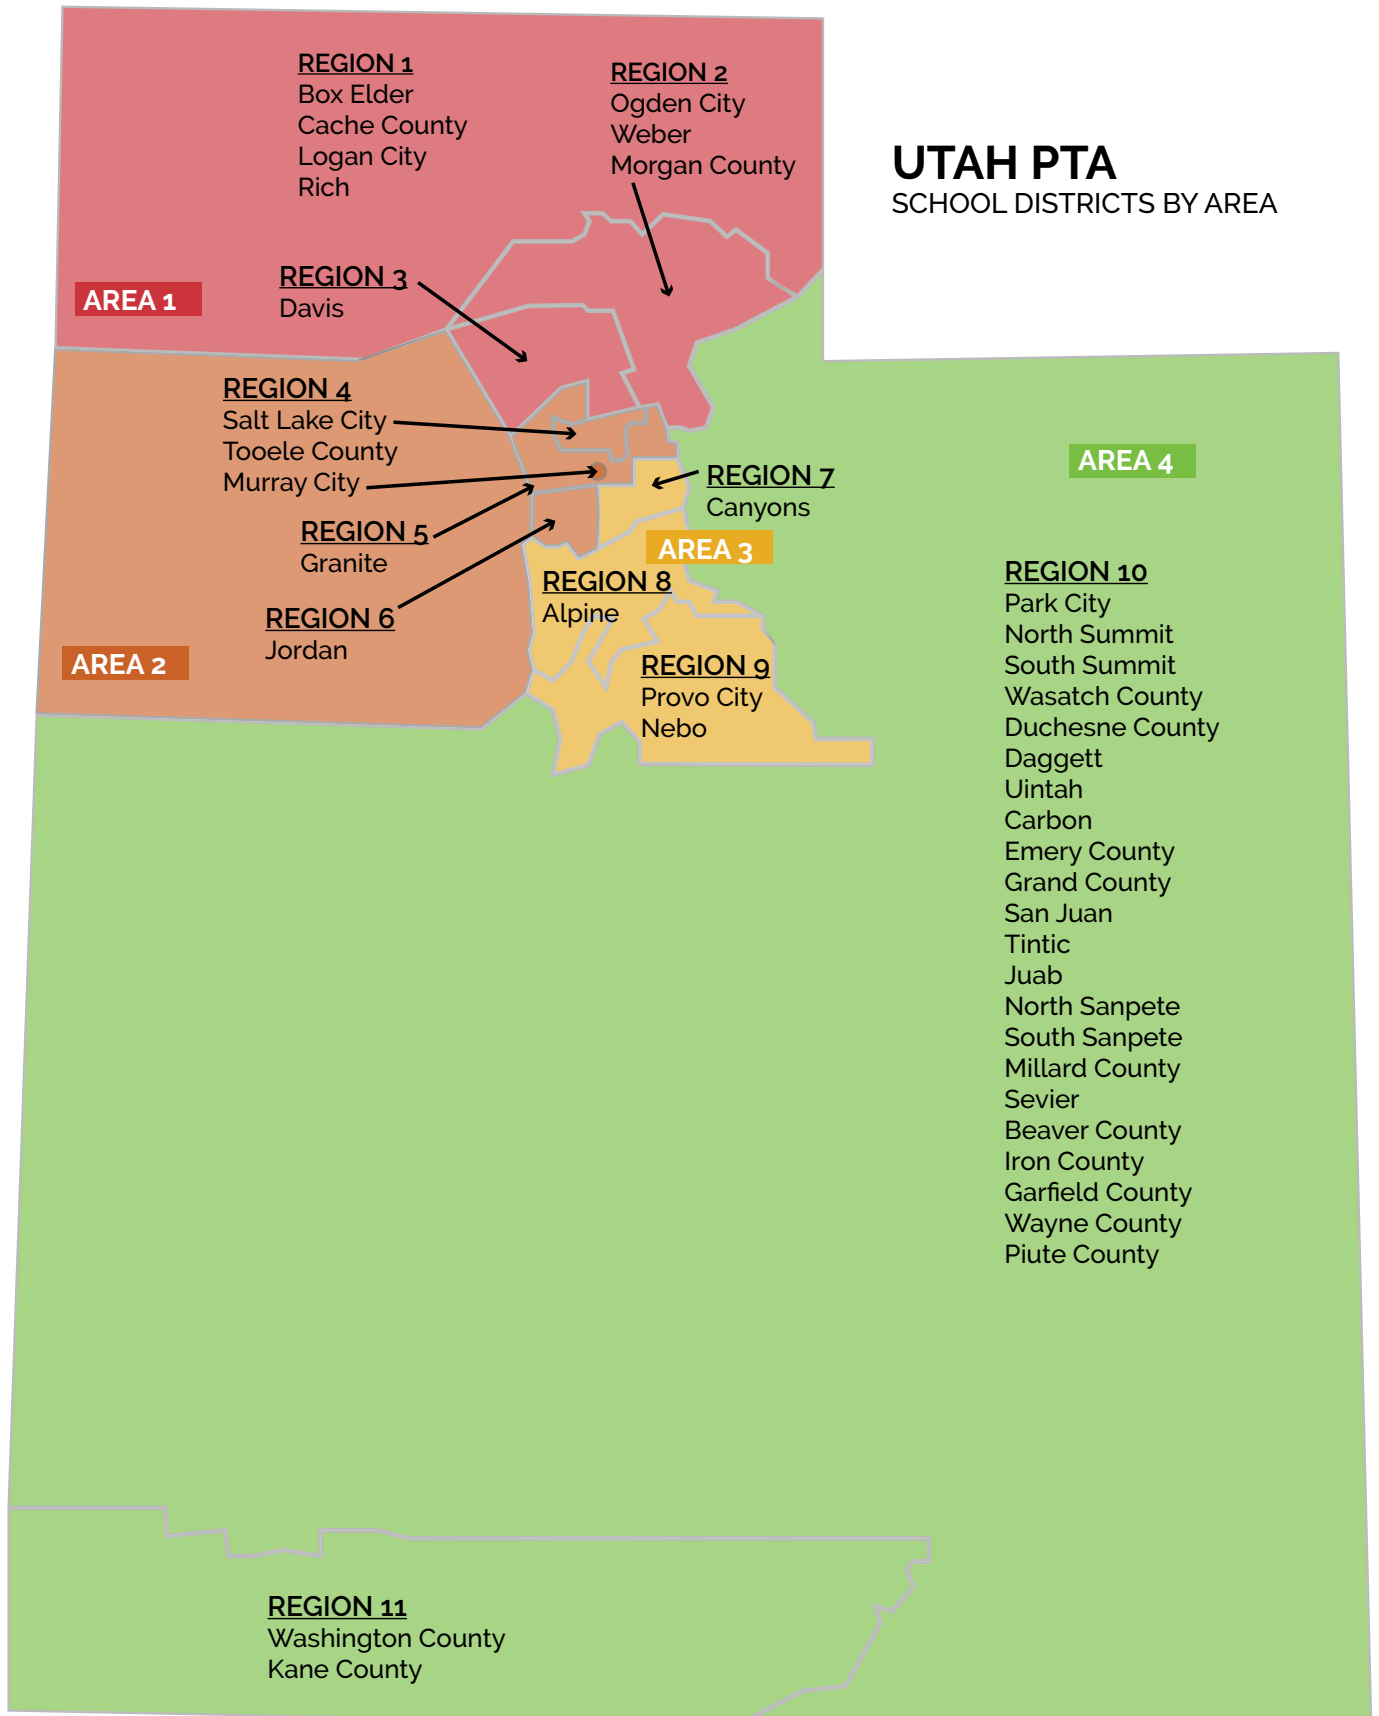 REGION 1
Box Elder
Cache County
Logan City
Rich
REGION 2
Ogden City
Weber
Morgan County
UTAH PTA
SCHOOL DISTRICTS BY AREA
AREA 1
REGION 3
Davis
REGION 4
Salt Lake City
Tooele County
Murray City
REGION 5
Granite
REGION 6
Jordan
AREA 2
REGION 7
Canyons
AREA 3
REGION 8
Alpine
REGION 9
Provo City
Nebo
AREA 4
REGION 10
Park City
North Summit
South Summit
Wasatch County
Duchesne County
Daggett
Uintah
Carbon
Emery County
Grand County
San Juan
Tintic
Juab
North Sanpete
South Sanpete
Millard County
Sevier
Beaver County
Iron County
Garfield County
Wayne County
Piute County
REGION 11
Washington County
Kane County